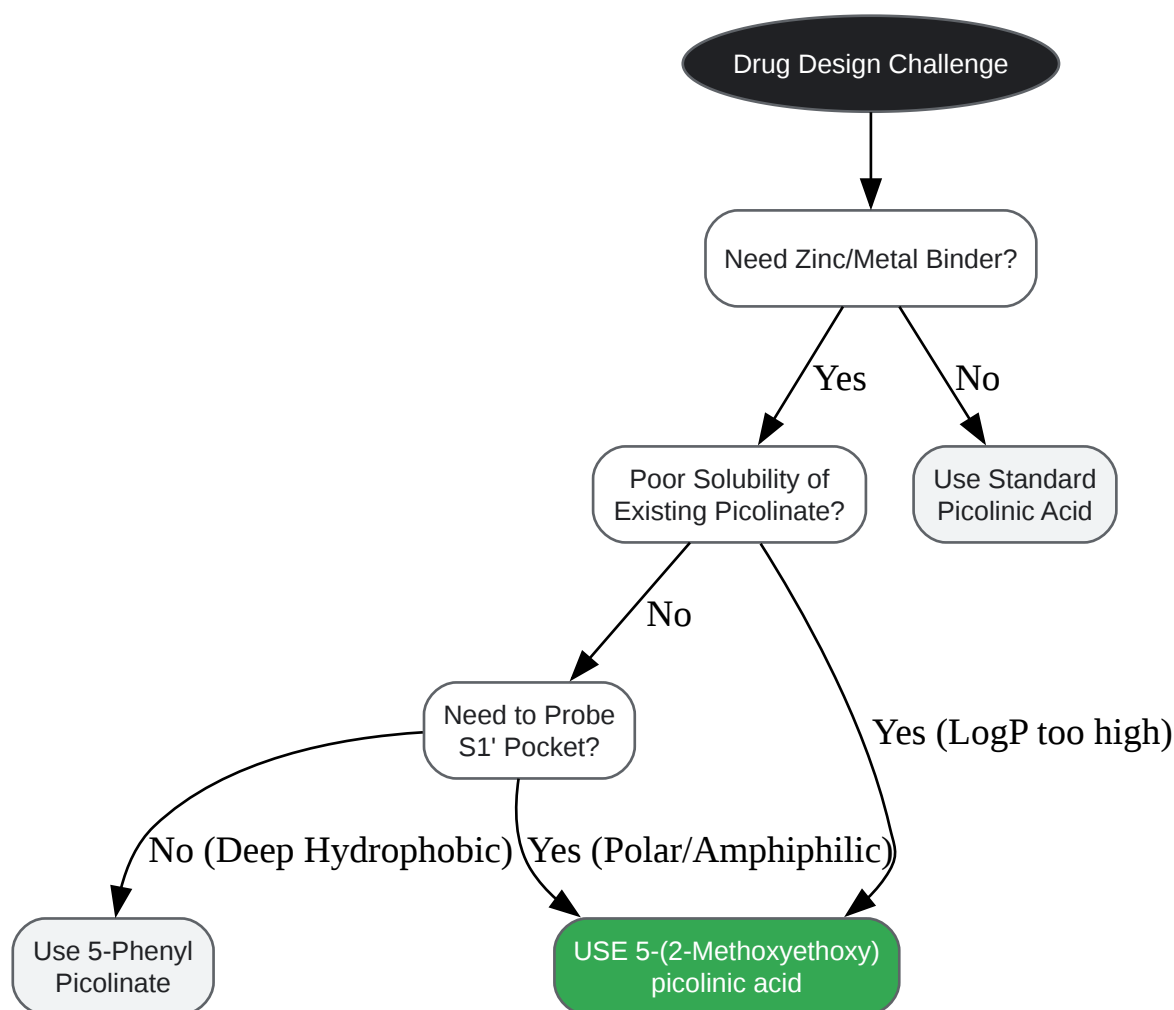 Drug Design Challenge
Need Zinc/Metal Binder?
Yes
No
Poor Solubility of
Existing Picolinate?
Use Standard
Picolinic Acid
No
Need to Probe
S1' Pocket?
Yes (LogP too high)
No (Deep Hydrophobic)
Yes (Polar/Amphiphilic)
Use 5-Phenyl
Picolinate
USE 5-(2-Methoxyethoxy)
picolinic acid